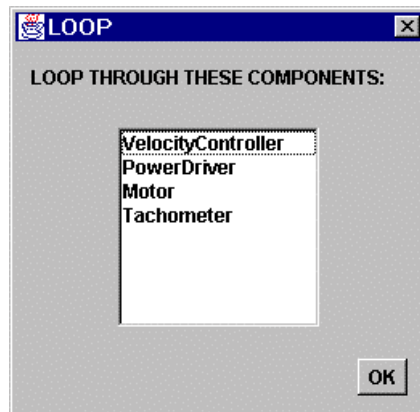 LOOP
LOOP THROUGH THESE COMPONENTS:
VelocityController
PowerDriver
Motor
Tachometer
OK